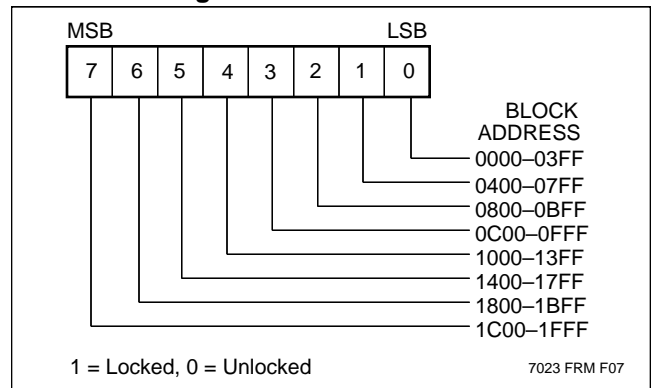 MSB LSB
7 6 5 4 3 2 1 0
BLOCK
ADDRESS
0000–03FF
0400–07FF
0800–0BFF
0C00–0FFF
1000–13FF
1400–17FF
1800–1BFF
1C00–1FFF
1 = Locked, 0 = Unlocked 7023 FRM F07